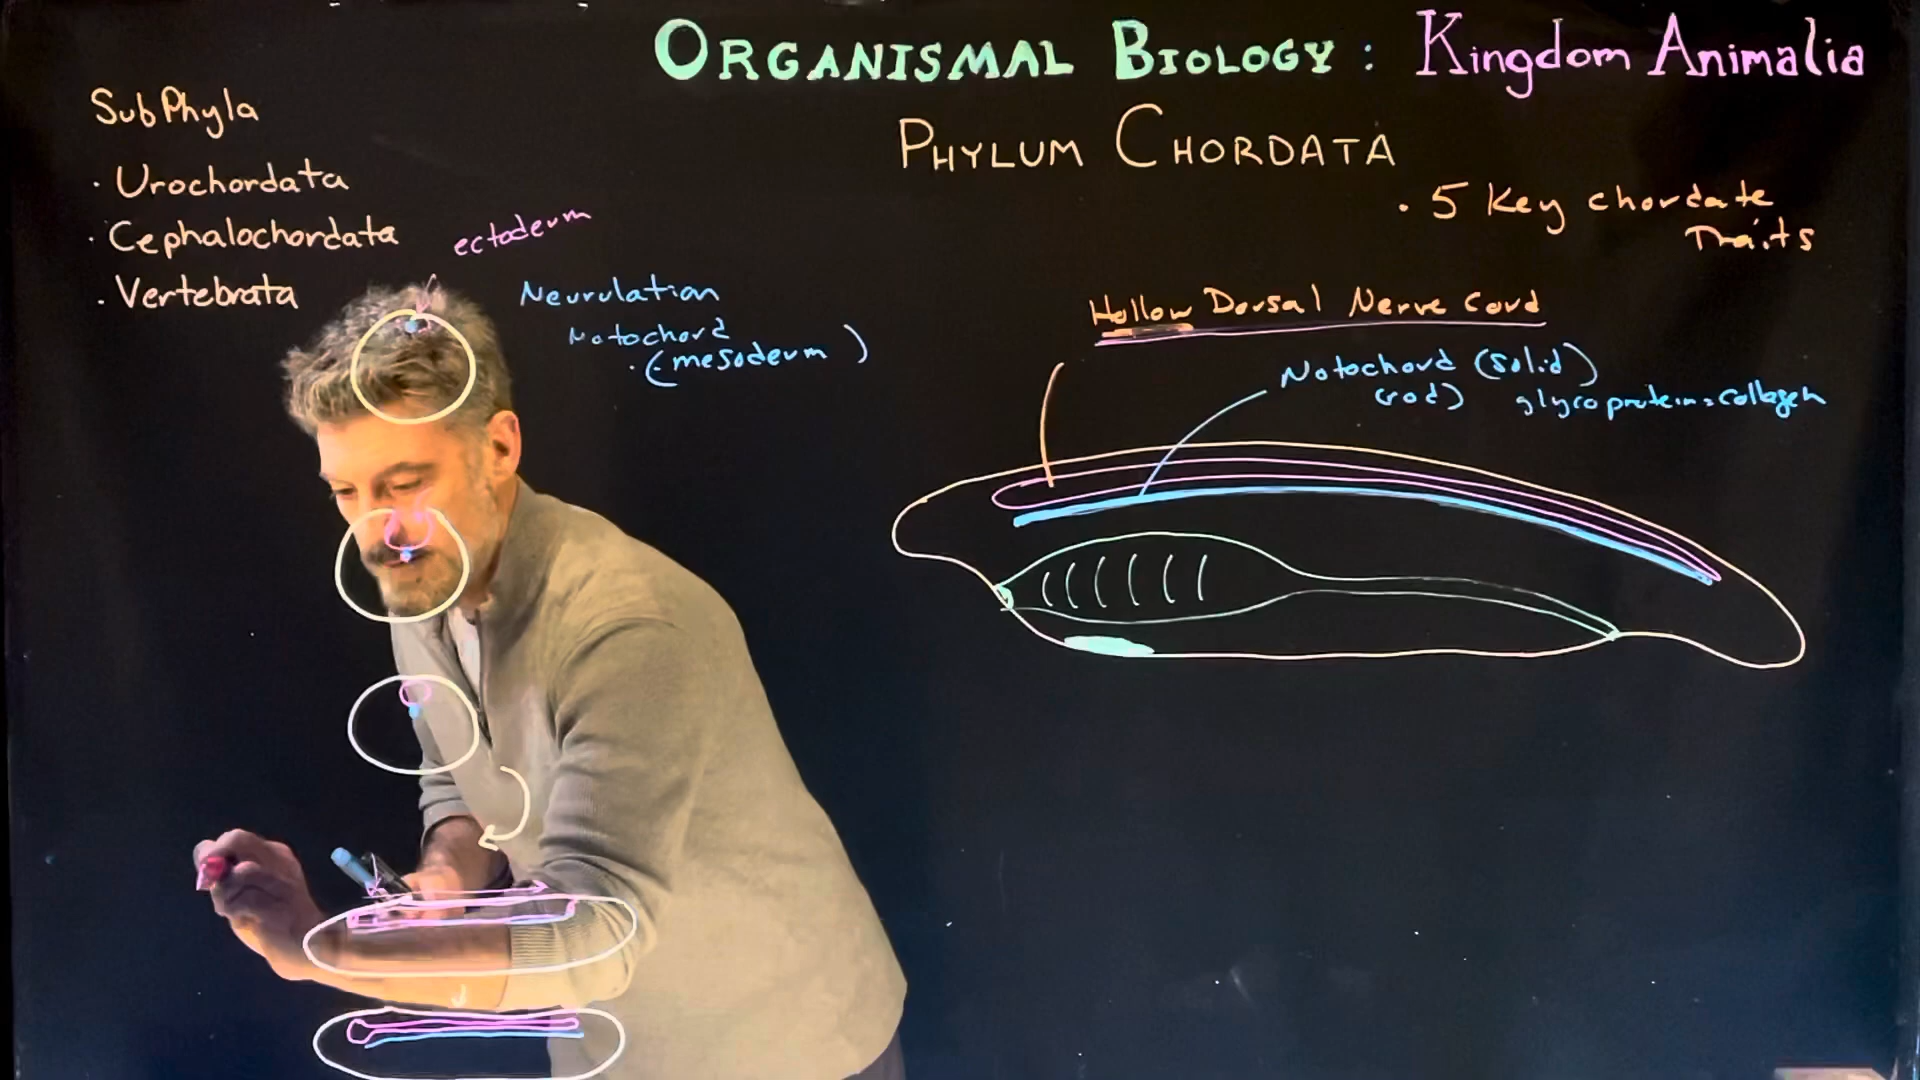 ORGANISMAL BIOLOGY: Kingdom Animalia
PHYLUM CHORDATA
SubPhyla
· Urochordata
· Cephalochordata
· Vertebrata
ectoderm
Neurulation
Notochord
· (mesoderm)
· 5 Key chordate
Traits
Hollow Dorsal Nerve Cord
Notochord (solid)
(rod) glycoprotein = collagen